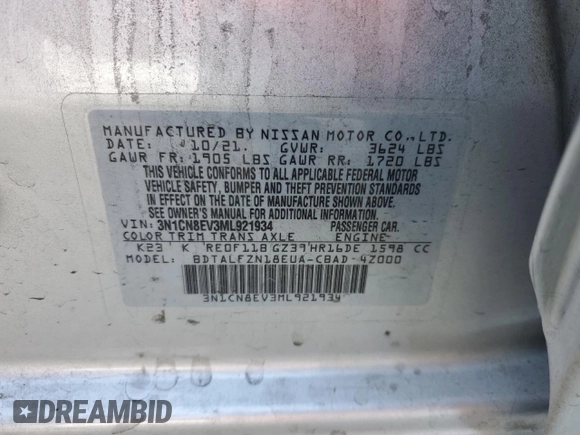 MANUFACTURED BY NISSAN MOTOR CO.,LTD.
DATE: 10/21. GVWR: 3624 LBS
GAWR FR: 1905 LBS GAWR RR: 1720 LBS
THIS VEHICLE CONFORMS TO ALL APPLICABLE FEDERAL MOTOR
VEHICLE SAFETY, BUMPER AND THEFT PREVENTION STANDARDS
IN EFFECT ON THE DATE OF MANUFACTURE SHOWN ABOVE.
SEE OWNER'S MANUAL FOR ADDITIONAL INFORMATION
VIN: 3N1CN8EV3ML921934 PASSENGER CAR.
COLOR TRIM TRANS AXLE ENGINE
K23 K RE0F11B GZ39 HR16DE 1598 CC
MODEL: BDTALFZN18EUA-CBAD-4Z000
3N1CN8EV3ML921934
DREAMBID